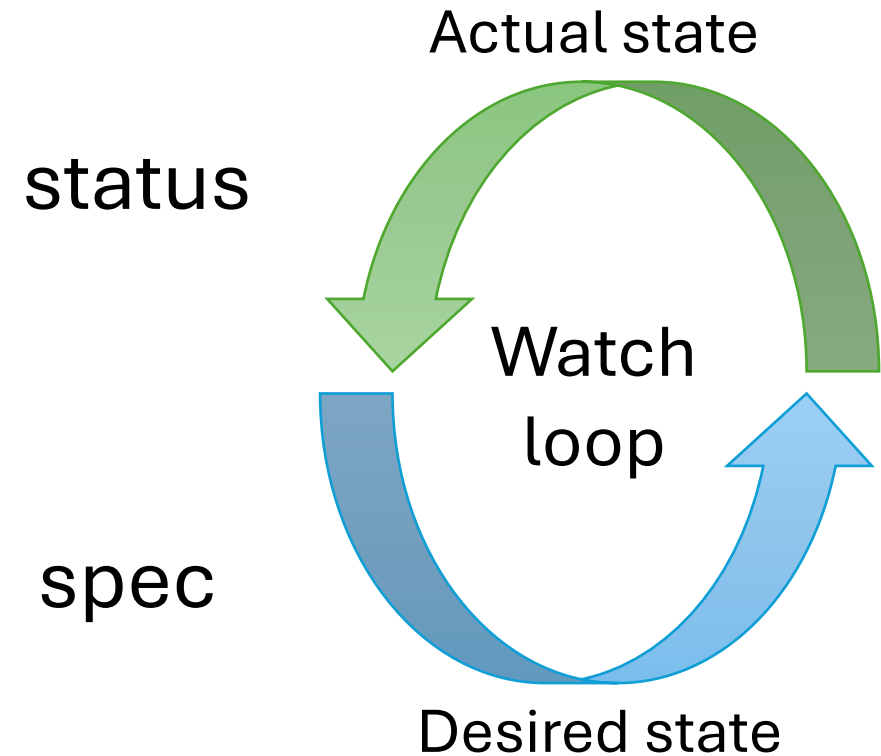 Actual state
status
Watch
loop
spec
Desired state